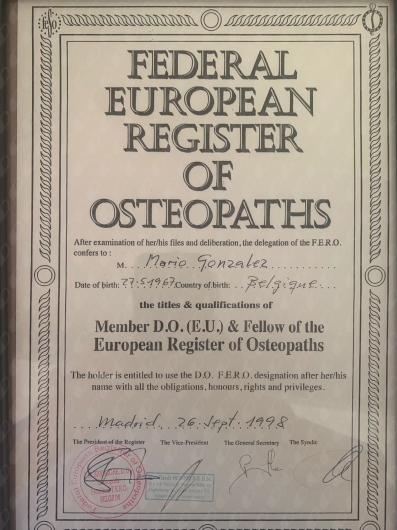 FEDERAL
EUROPEAN
REGISTER
OF
OSTEOPATHS
After examination of her/his files and deliberation, the delegation of the F.E.R.O.
confers to :
M. . . . Mario Gonzalez . . . . . . . . . . .
Date of birth: 27.5.1967. Country of birth: . . . Belgique . . . .
the titles & qualifications of
Member D.O. (E.U.) & Fellow of the
European Register of Osteopaths
The holder is entitled to use the D.O. F.E.R.O. designation after her/his
name with all the obligations, honours, rights and privileges.
. . . . Madrid, 26. Sept. 1998
The President of the Register The Vice-Président The General Secretary The Syndic